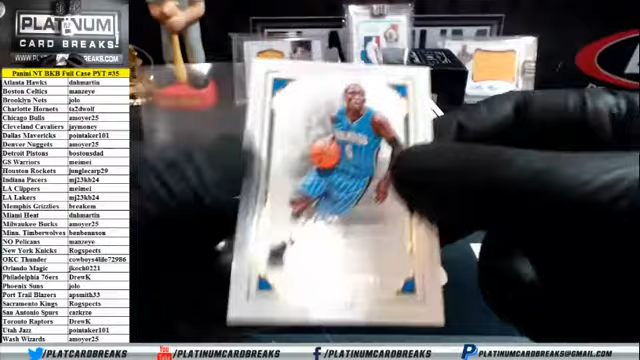 PLATINUM
CARD BREAKS
WWW.PLATINUMCARDBREAKS.COM
Panini NT BKB Full Case PYT #35
Atlanta Hawks dahmartin
Boston Celtics manzeye
Brooklyn Nets jolo
Charlotte Hornets ta2dwolf
Chicago Bulls amoyer25
Cleveland Cavaliers jaymoney
Dallas Mavericks pointaker101
Denver Nuggets amoyer25
Detroit Pistons bostonsdad
GS Warriors meimei
Houston Rockets junglecarp29
Indiana Pacers mj23kb24
LA Clippers meimei
LA Lakers mj23kb24
Memphis Grizzlies breakem
Miami Heat dahmartin
Milwaukee Bucks amoyer25
Minn. Timberwolves benbennson
NO Pelicans manzeye
New York Knicks Rogspects
OKC Thunder cowboys4life72986
Orlando Magic jkoch0221
Philadelphia 76ers DrewK
Phoenix Suns jolo
Port Trail Blazers apsmith33
Sacramento Kings Rogspects
San Antonio Spurs carkrze
Toronto Raptors DrewK
Utah Jazz pointaker101
Wash Wizards amoyer25
/PLATCARDBREAKS
/PLATINUMCARDBREAKS
/PLATINUMCARDBREAKS
PLATINUMCARDBREAKS@GMAIL.COM